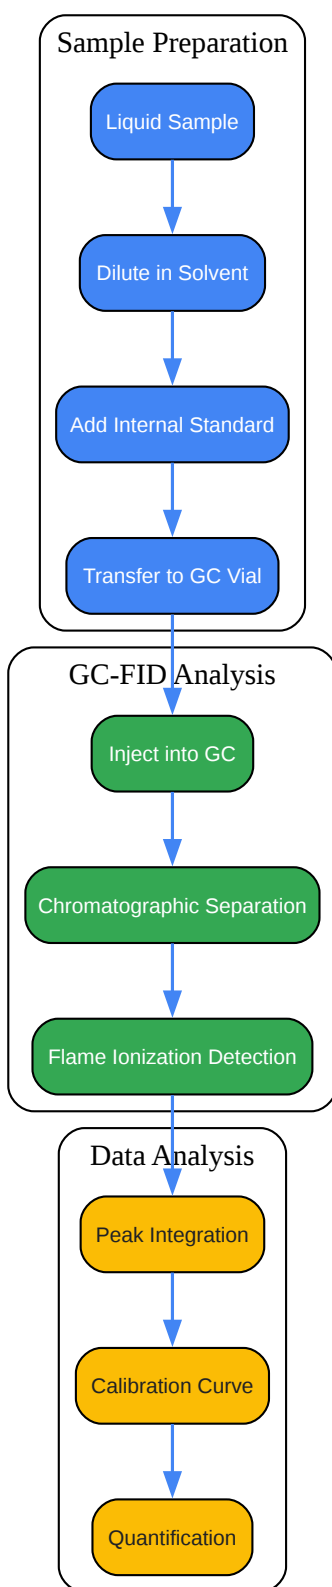 Sample Preparation
Liquid Sample
Dilute in Solvent
Add Internal Standard
Transfer to GC Vial
GC-FID Analysis
Inject into GC
Chromatographic Separation
Flame Ionization Detection
Data Analysis
Peak Integration
Calibration Curve
Quantification